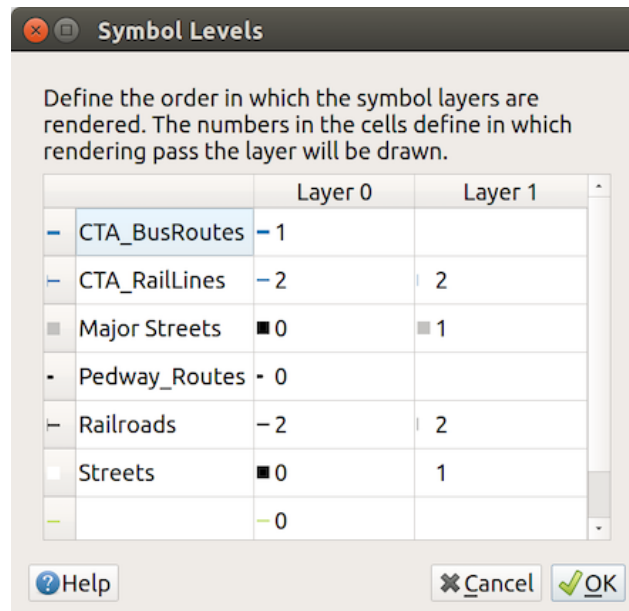 Symbol Levels
Define the order in which the symbol layers are
rendered. The numbers in the cells define in which
rendering pass the layer will be drawn.
Layer 0 Layer 1
CTA_BusRoutes 1
CTA_RailLines 2 2
Major Streets 0 1
Pedway_Routes 0
Railroads 2 2
Streets 0 1
0
Help Cancel OK